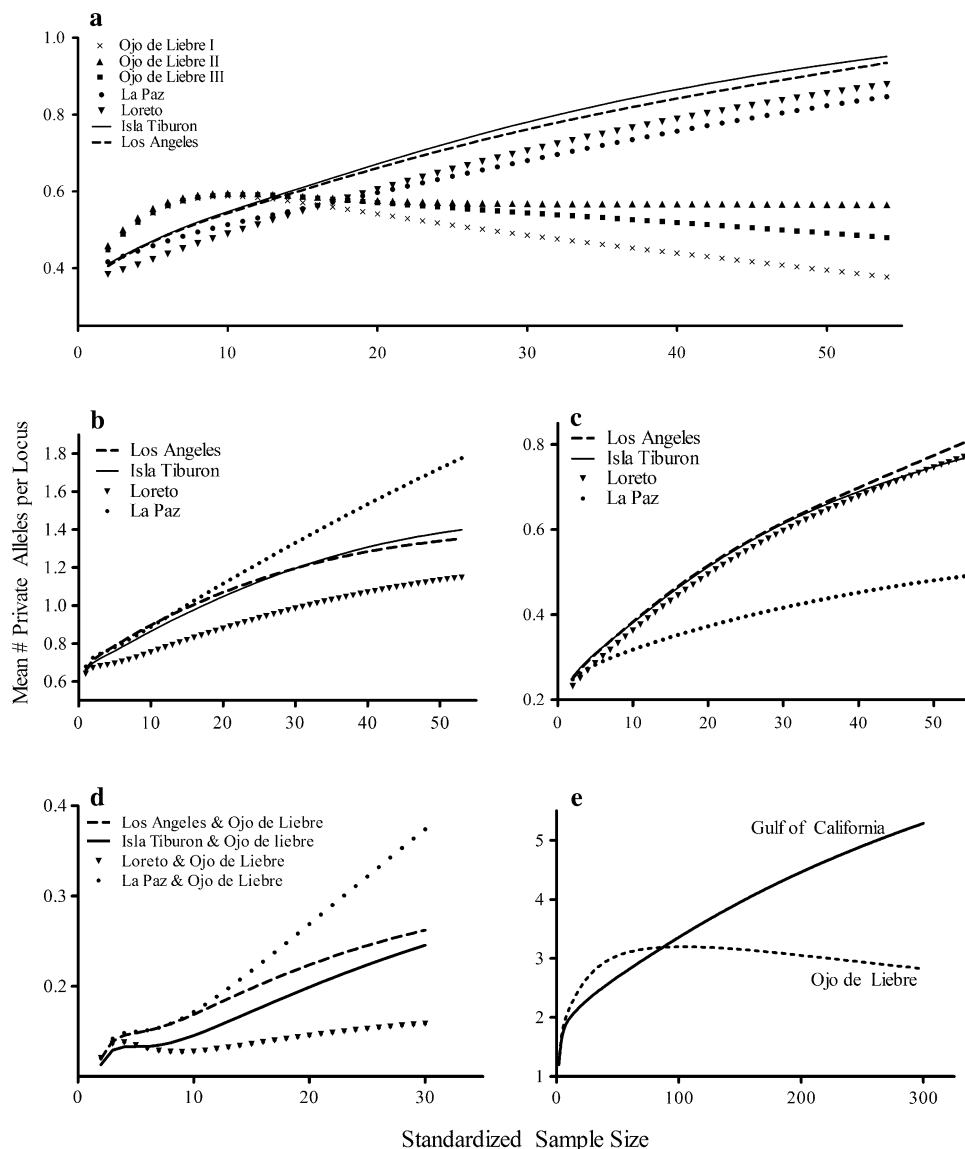 a
1.0
0.8
0.6
0.4
× Ojo de Liebre I
▲ Ojo de Liebre II
■ Ojo de Liebre III
● La Paz
▼ Loreto
Isla Tiburon
Los Angeles
0 10 20 30 40 50
Mean # Private Alleles per Locus
b
1.8
1.6
1.4
1.2
1.0
0.8
0.6
Los Angeles
Isla Tiburon
Loreto
La Paz
0 10 20 30 40 50
c
0.8
0.6
0.4
0.2
Los Angeles
Isla Tiburon
Loreto
La Paz
0 10 20 30 40 50
d
0.4
0.3
0.2
Los Angeles & Ojo de Liebre
Isla Tiburon & Ojo de liebre
Loreto & Ojo de Liebre
La Paz & Ojo de Liebre
0 10 20 30
e
5
4
3
2
1
Gulf of California
Ojo de Liebre
0 100 200 300
Standardized Sample Size